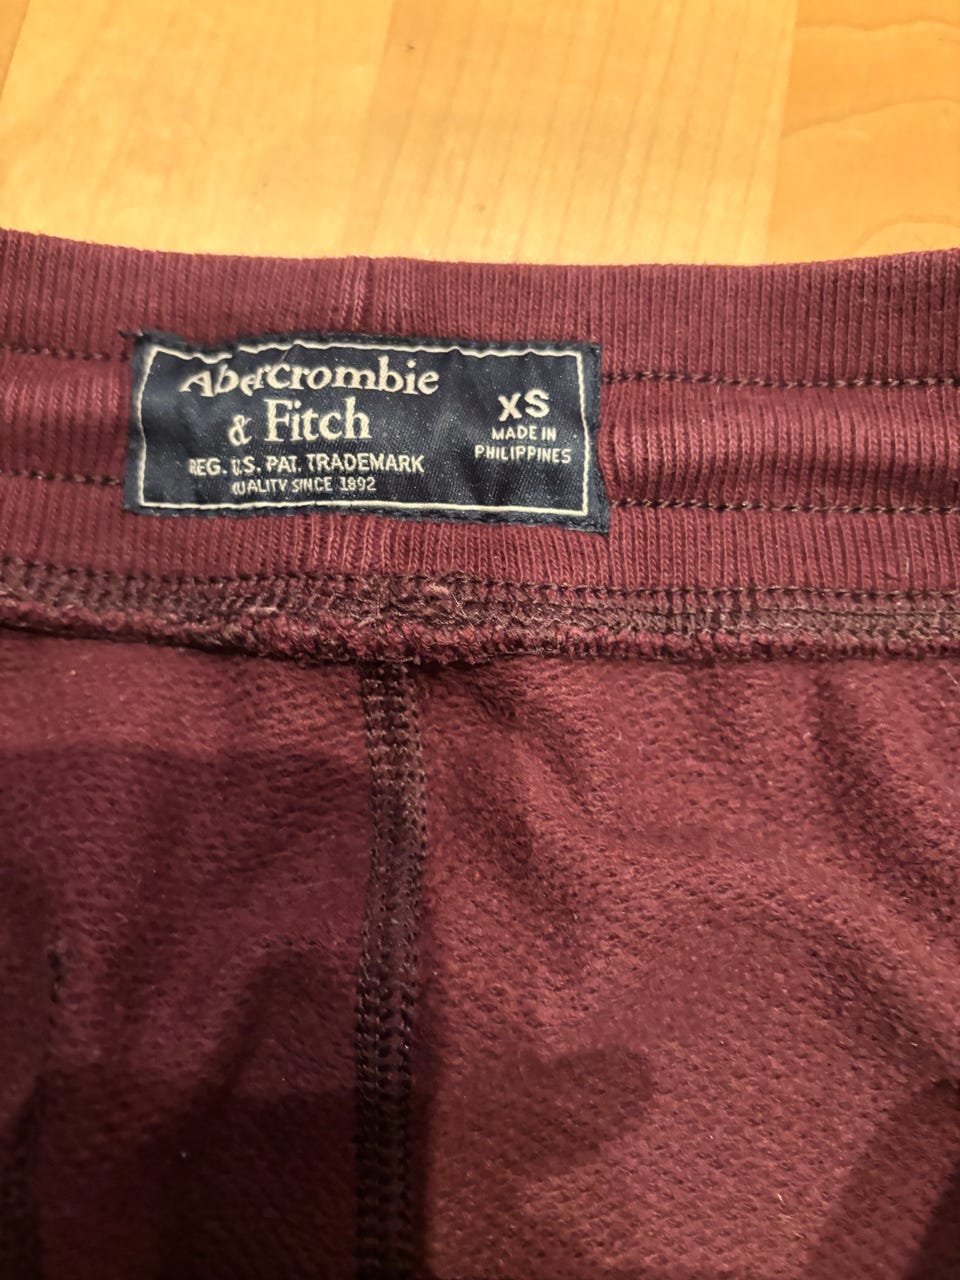 Abercrombie
& Fitch
REG. U.S. PAT. TRADEMARK
QUALITY SINCE 1892
XS
MADE IN
PHILIPPINES